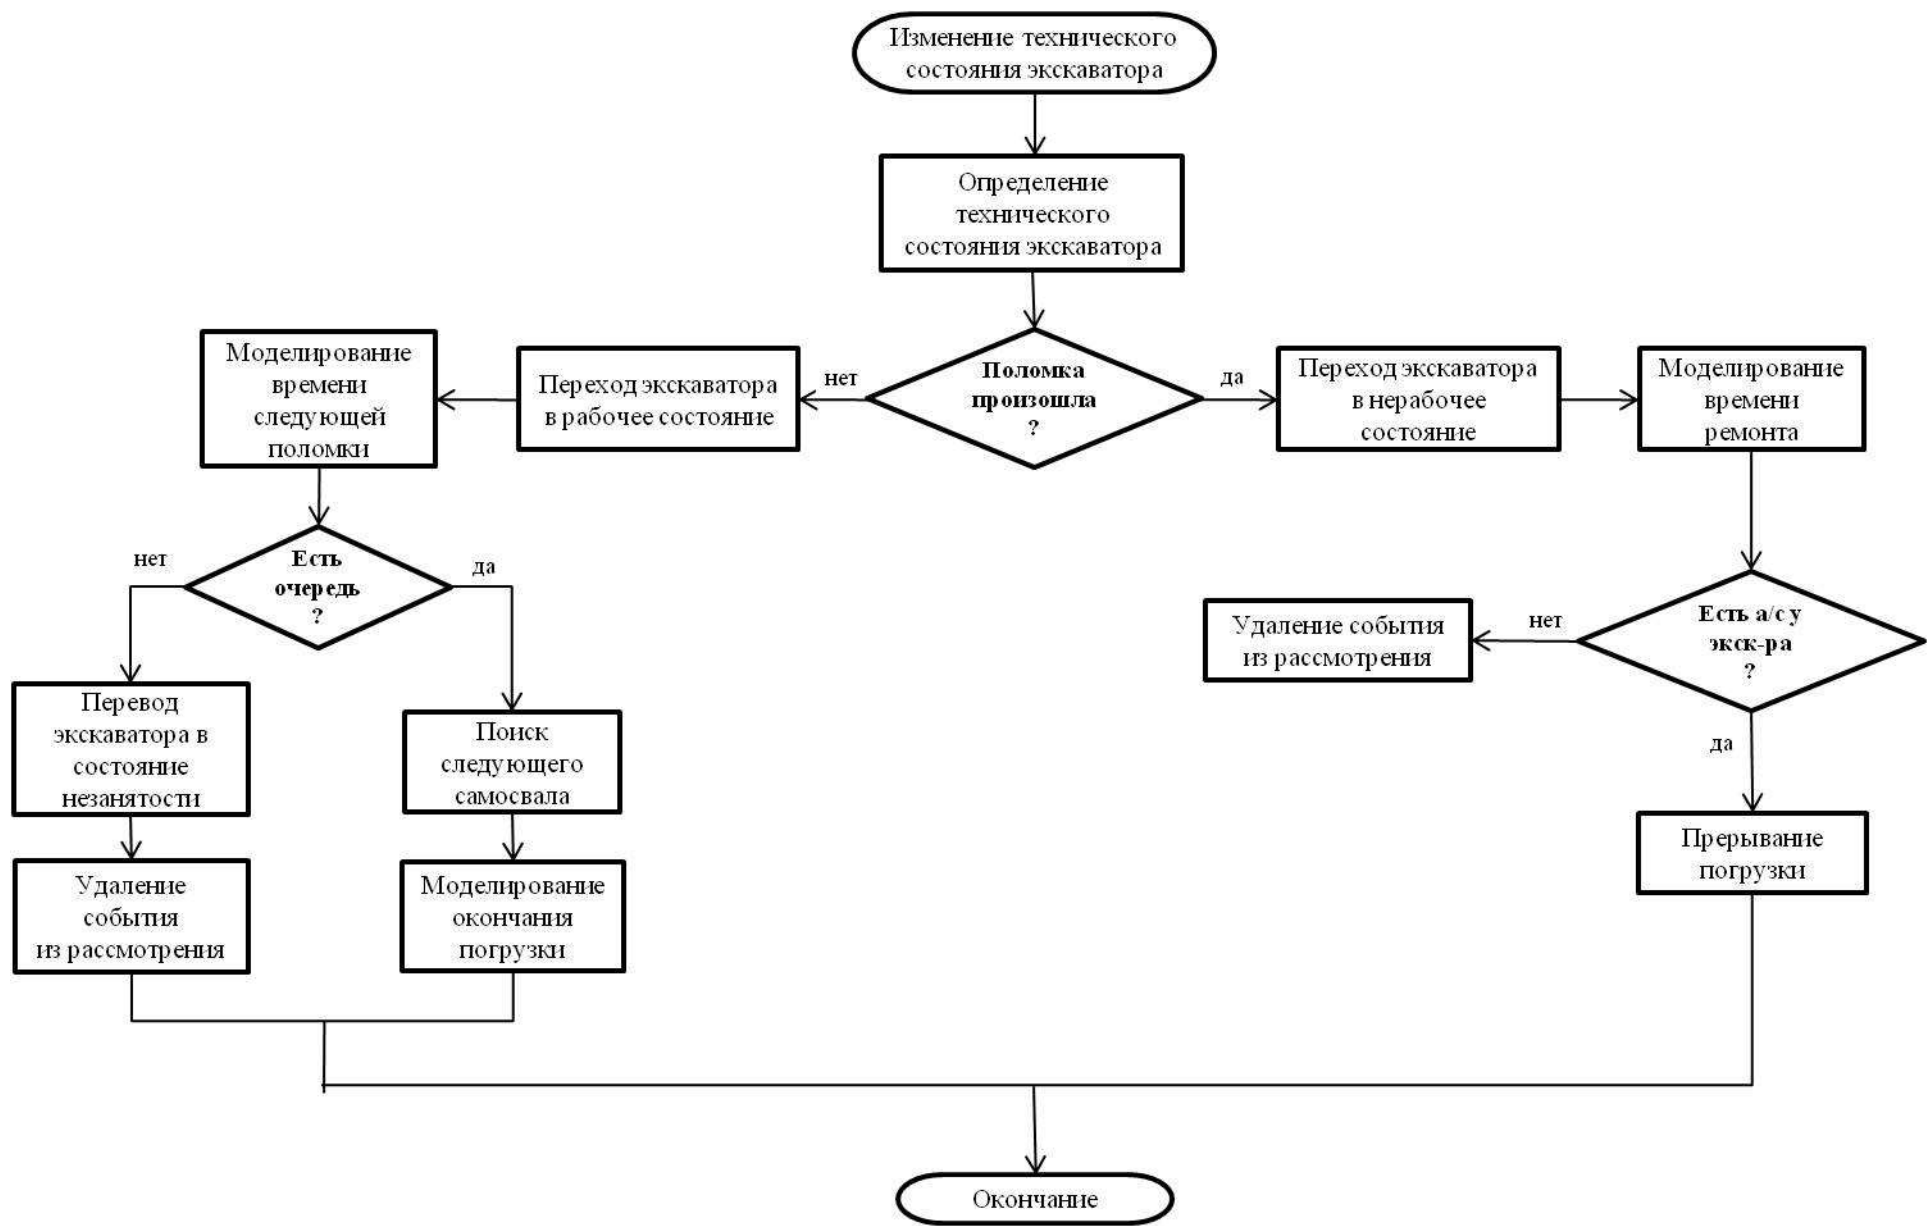 Изменение технического
состояния экскаватора
Определение
технического
состояния экскаватора
Моделирование
времени
следующей
поломки
Переход экскаватора
в рабочее состояние
нет
Поломка
произошла
?
да
Переход экскаватора
в нерабочее
состояние
Моделирование
времени
ремонта
нет
Есть
очередь
?
да
Удаление события
из рассмотрения
нет
Есть а/с у
экск-ра
?
да
Перевод
экскаватора в
состояние
незанятости
Поиск
следующего
самосвала
Прерывание
погрузки
Удаление
события
из рассмотрения
Моделирование
окончания
погрузки
Окончание